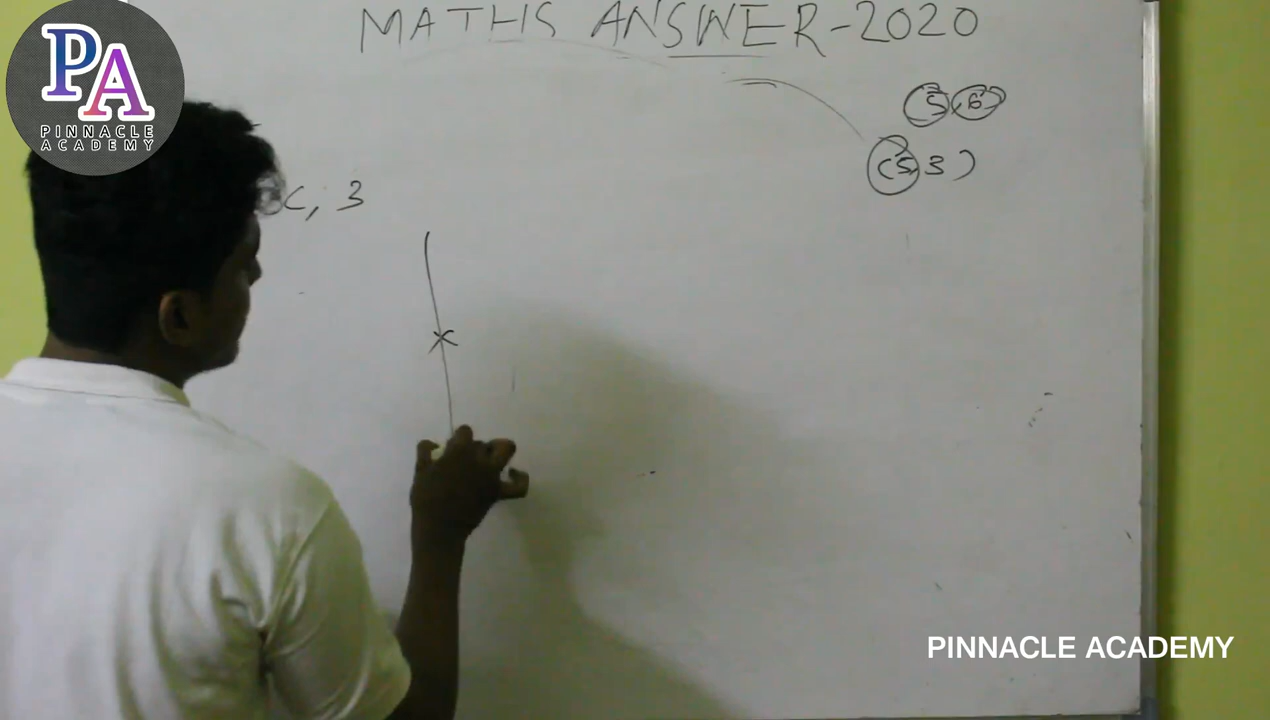 PA
PINNACLE
ACADEMY
MATHS ANSWER-2020
5 6
(5, 3)
c, 3
PINNACLE ACADEMY